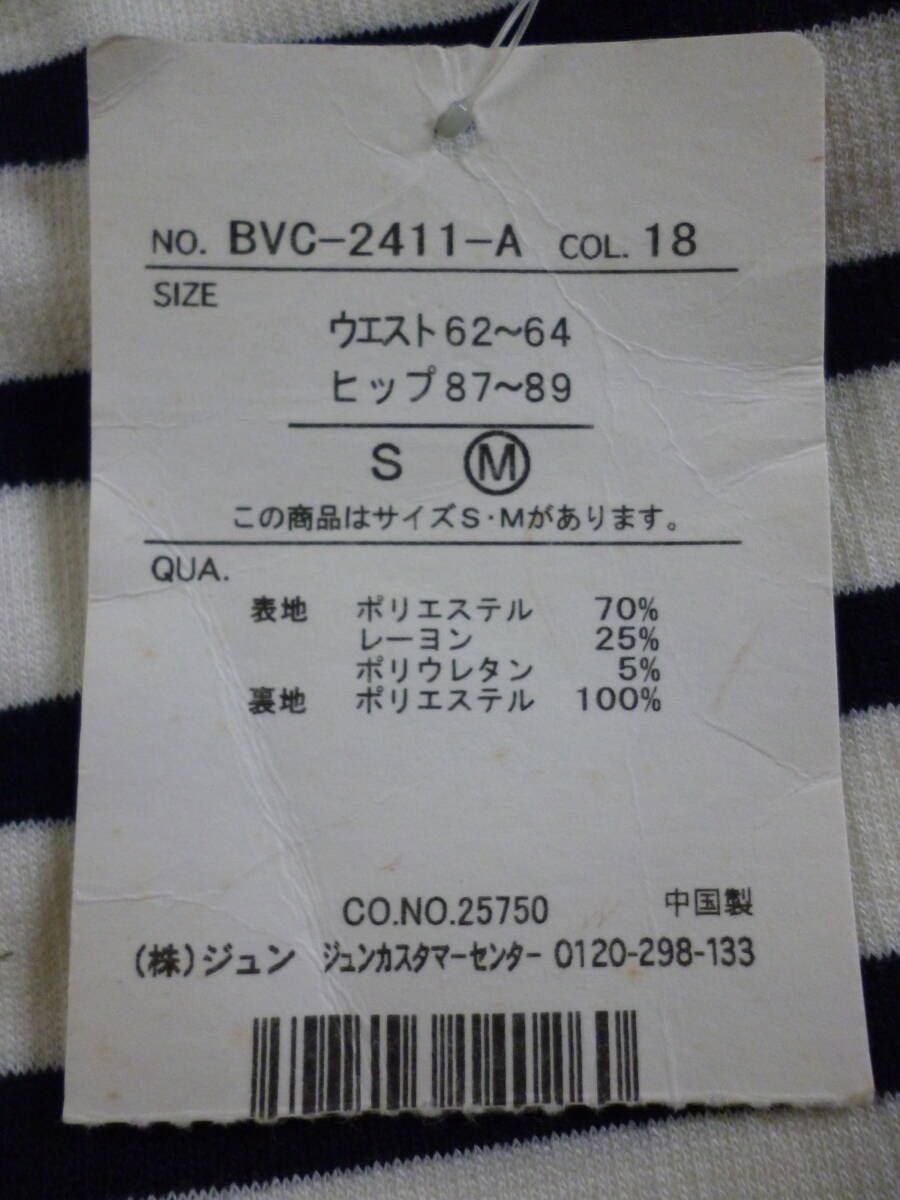 NO. BVC-2411-A COL. 18
SIZE
ウエスト62～64
ヒップ87～89
S Ⓜ
この商品はサイズS・Mがあります。
QUA.
表地 ポリエステル 70%
レーヨン 25%
ポリウレタン 5%
裏地 ポリエステル 100%
CO.NO.25750 中国製
(株)ジュン ジュンカスタマーセンター 0120-298-133